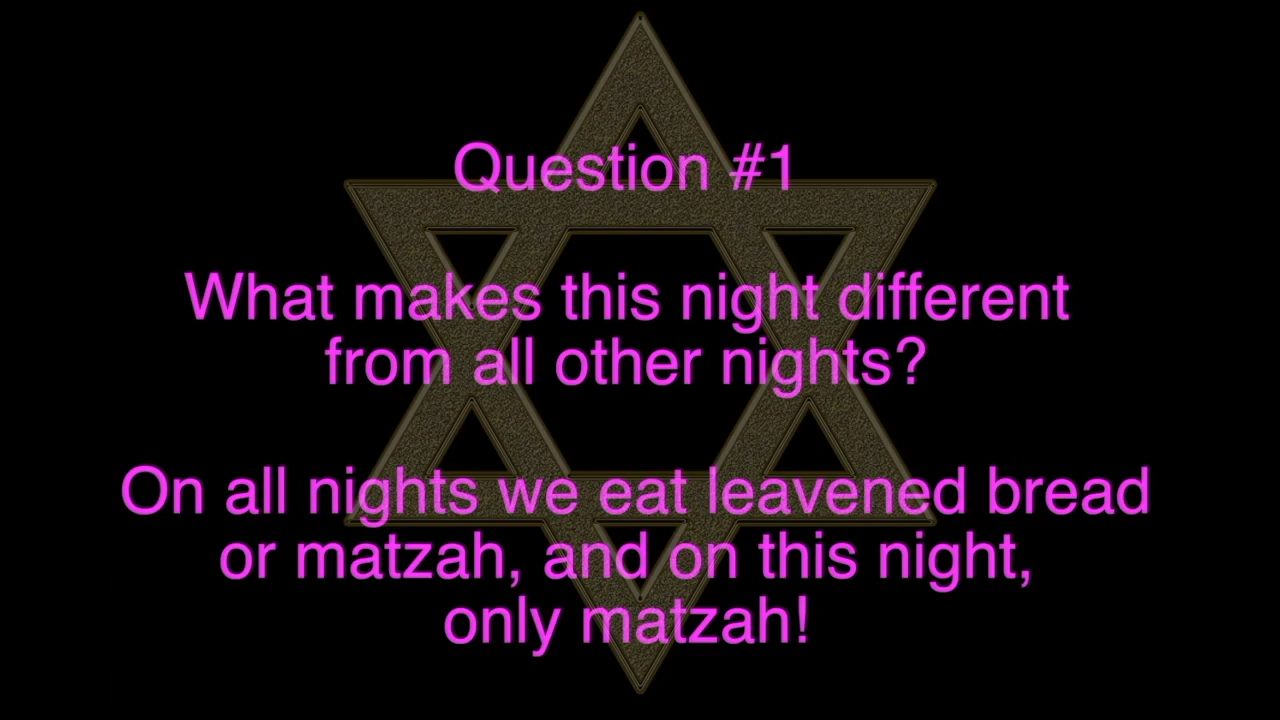 Question #1
What makes this night different
from all other nights?
On all nights we eat leavened bread
or matzah, and on this night,
only matzah!